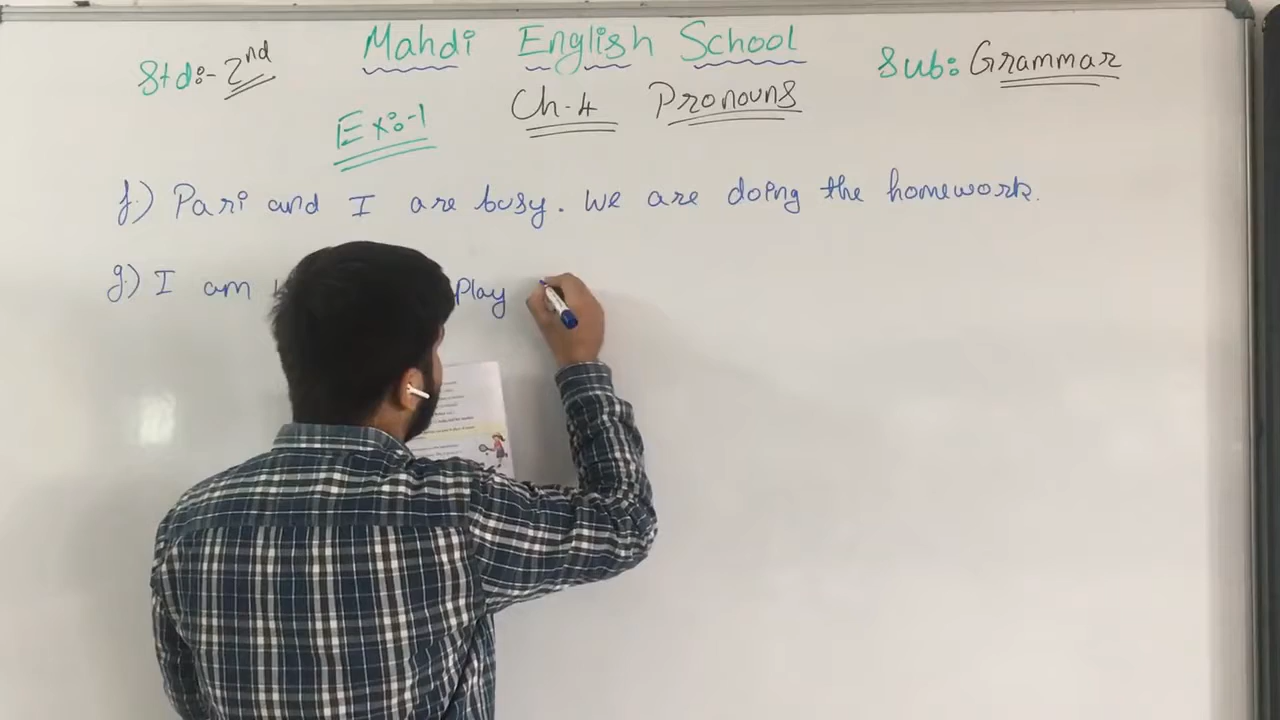 Std:- 2nd
Mahdi English School
Sub: Grammar
Ex:-1
Ch-4 Pronouns
f.) Pari and I are busy. We are doing the homework.
g.) I am Play